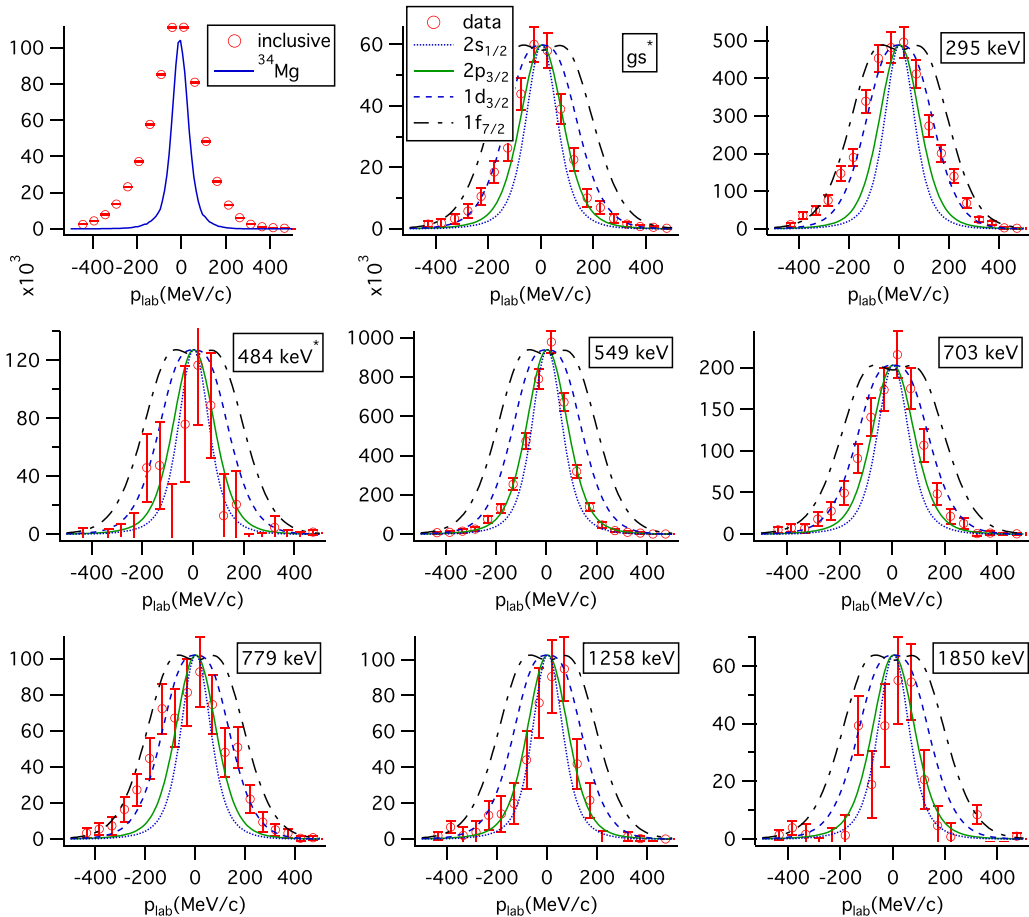 100
80
60
40
20
0
inclusive
³⁴Mg
-400 -200 0 200 400
p_lab(MeV/c)
x10³
60
40
20
0
data
2s₁/₂
2p₃/₂
1d₃/₂
1f₇/₂
gs*
-400 -200 0 200 400
p_lab(MeV/c)
x10³
500
400
300
200
100
0
295 keV
-400 -200 0 200 400
p_lab(MeV/c)
120
80
40
0
484 keV*
-400 -200 0 200 400
p_lab(MeV/c)
1000
800
600
400
200
0
549 keV
-400 -200 0 200 400
p_lab(MeV/c)
200
150
100
50
0
703 keV
-400 -200 0 200 400
p_lab(MeV/c)
100
80
60
40
20
0
779 keV
-400 -200 0 200 400
p_lab(MeV/c)
100
80
60
40
20
0
1258 keV
-400 -200 0 200 400
p_lab(MeV/c)
60
40
20
0
1850 keV
-400 -200 0 200 400
p_lab(MeV/c)